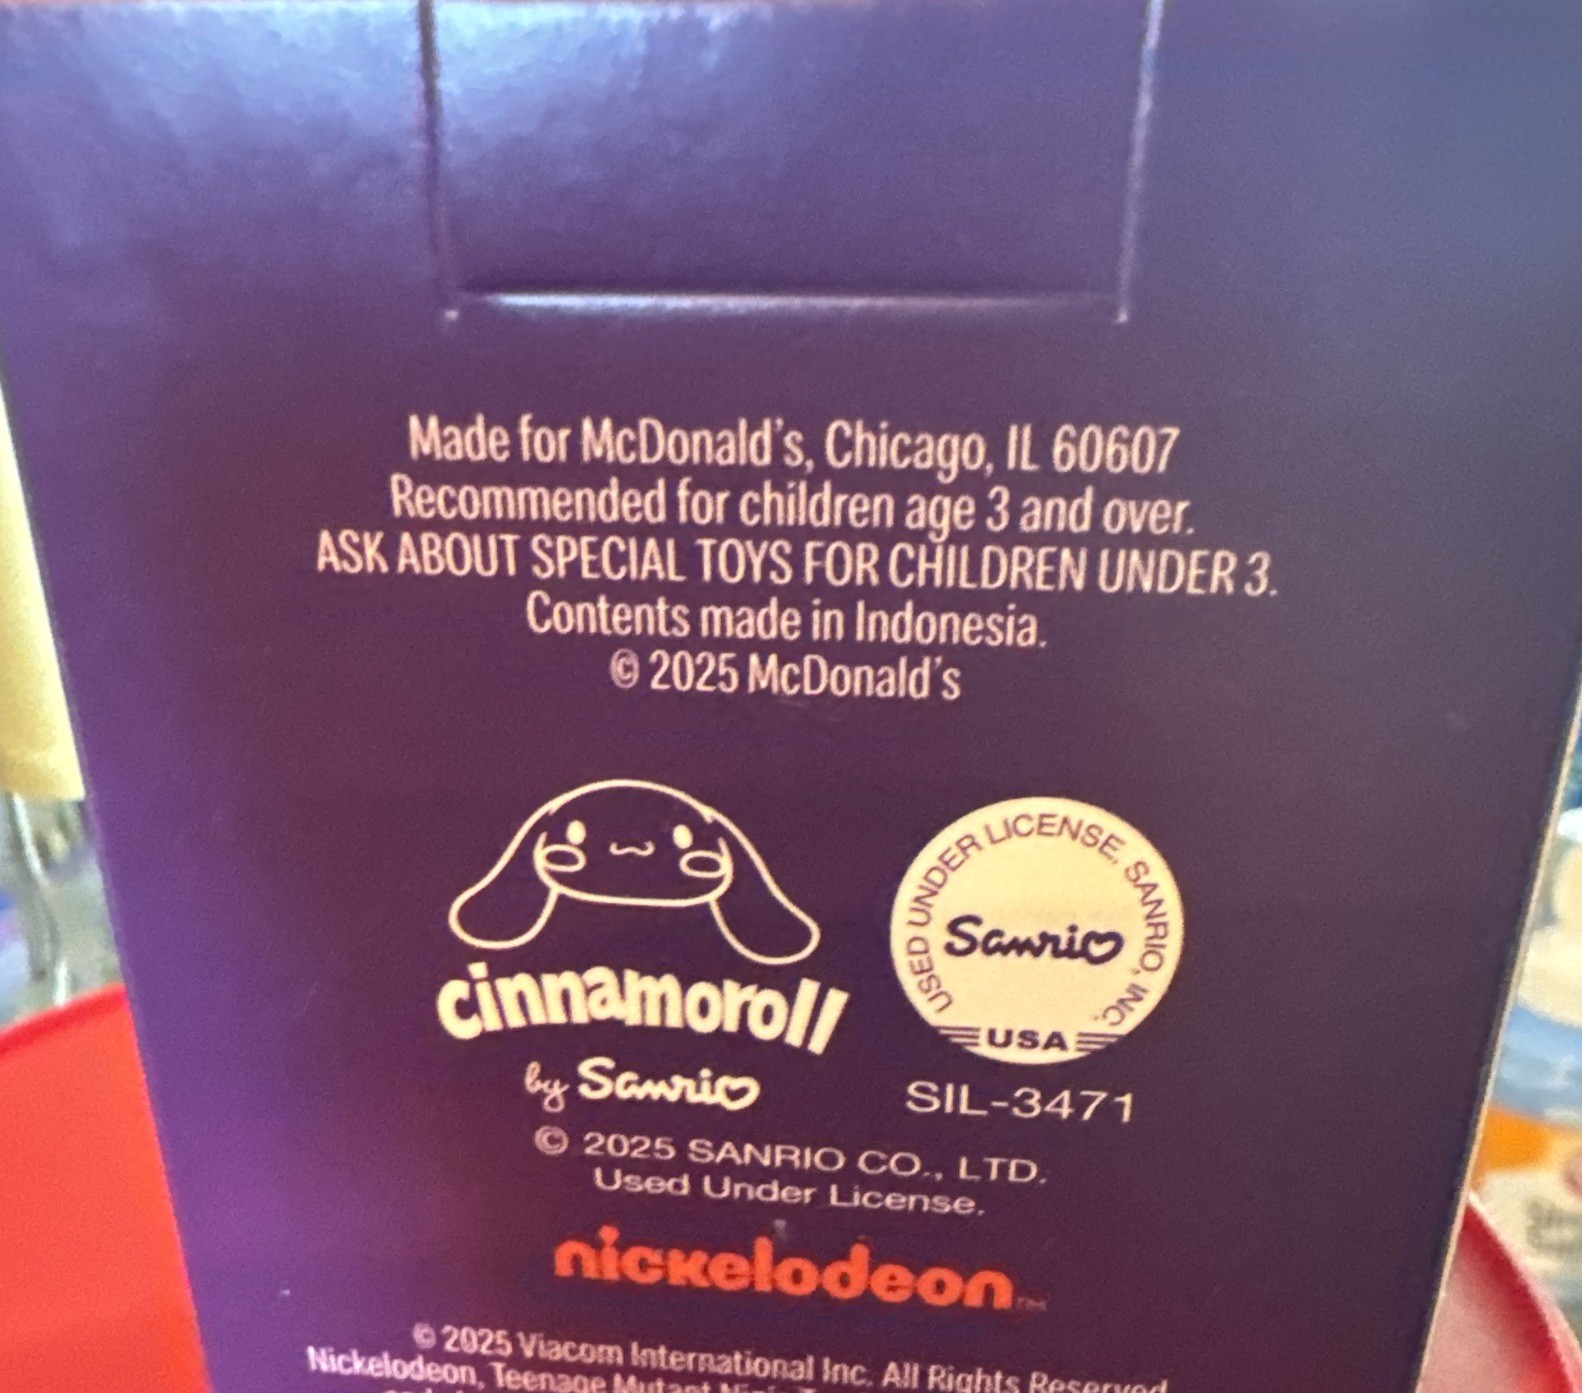 Made for McDonald's, Chicago, IL 60607
Recommended for children age 3 and over.
ASK ABOUT SPECIAL TOYS FOR CHILDREN UNDER 3.
Contents made in Indonesia.
© 2025 McDonald's
cinnamoroll
by Sanrio
USED UNDER LICENSE, SANRIO, INC.
Sanrio
USA
SIL-3471
© 2025 SANRIO CO., LTD.
Used Under License.
nickelodeon™
© 2025 Viacom International Inc. All Rights Reserved
Nickelodeon, Teenage Mutant